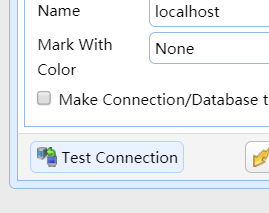 Name localhost
Mark With Color None
Make Connection/Database t
Test Connection